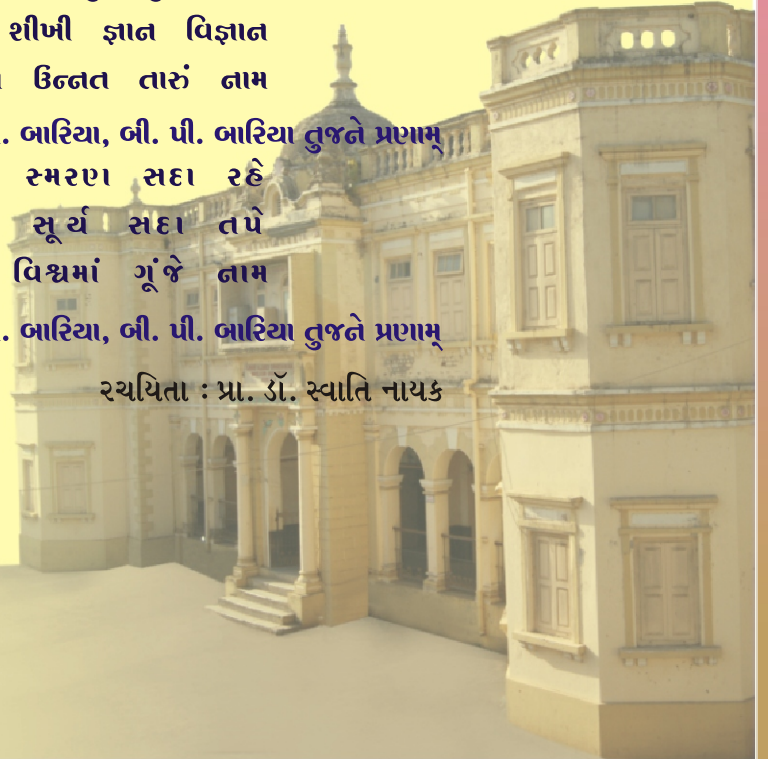 શીખી જ્ઞાન વિજ્ઞાન
ઉન્નત તારું નામ
. બારિયા, બી. પી. બારિયા તુજને પ્રણામ્
સ્મરણ સદા રહે
સૂર્ય સદા તપે
વિશ્વમાં ગૂંજે નામ
. બારિયા, બી. પી. બારિયા તુજને પ્રણામ્
રચયિતા : પ્રા. ડૉ. સ્વાતિ નાયક